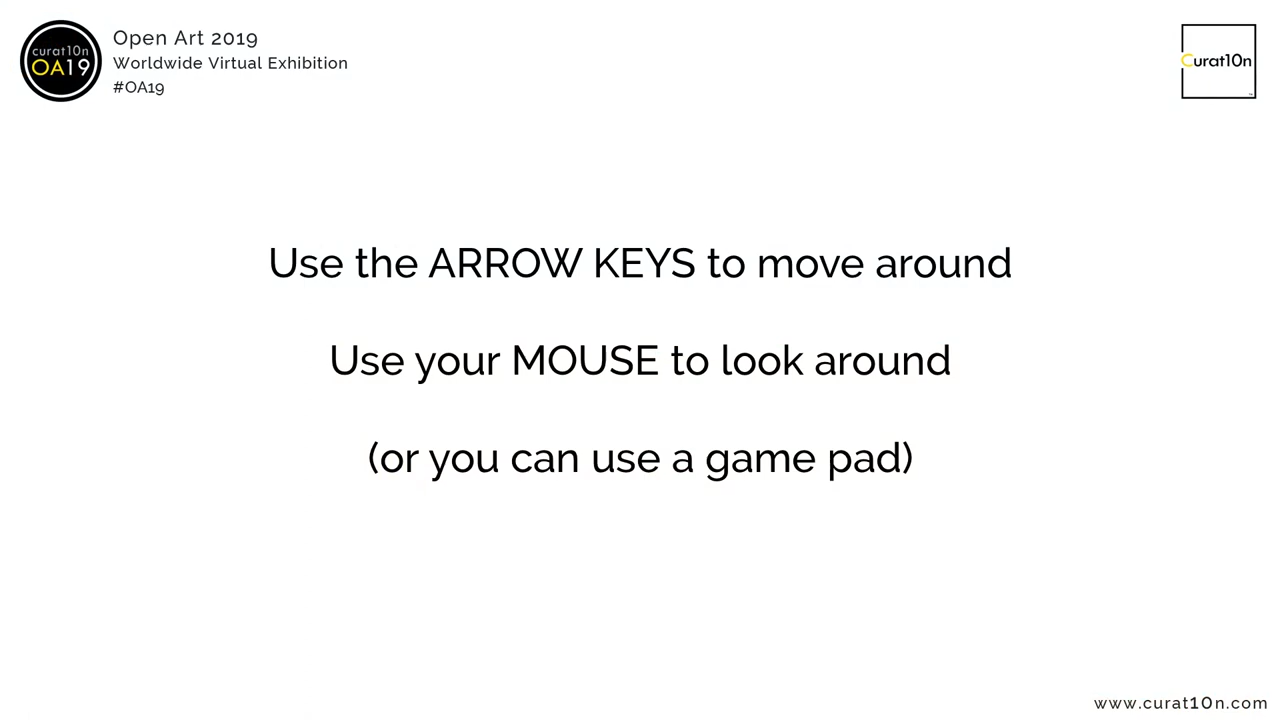 curat10n
OA19
Open Art 2019
Worldwide Virtual Exhibition
#OA19
Curat10n
Use the ARROW KEYS to move around
Use your MOUSE to look around
(or you can use a game pad)
www.curat10n.com